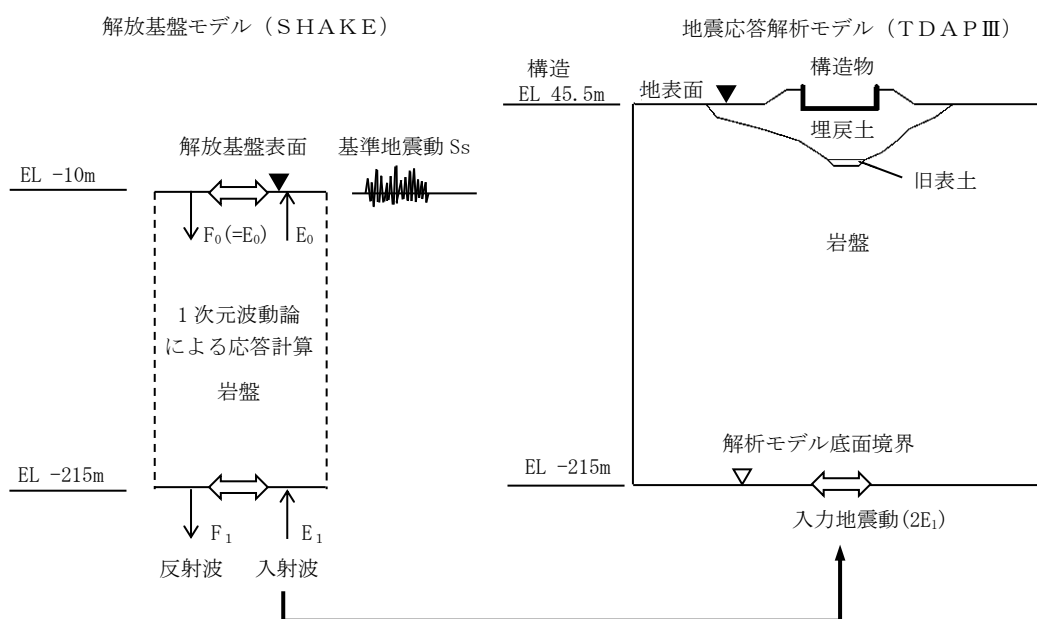 解放基盤モデル（ＳＨＡＫＥ）
解放基盤表面
基準地震動 Ss
EL -10m
F₀(=E₀)
E₀
１次元波動論
による応答計算
岩盤
EL -215m
F₁
E₁
反射波
入射波
地震応答解析モデル（ＴＤＡＰⅢ）
構造
EL 45.5m
地表面
構造物
埋戻土
旧表土
岩盤
解析モデル底面境界
EL -215m
入力地震動(2E₁)